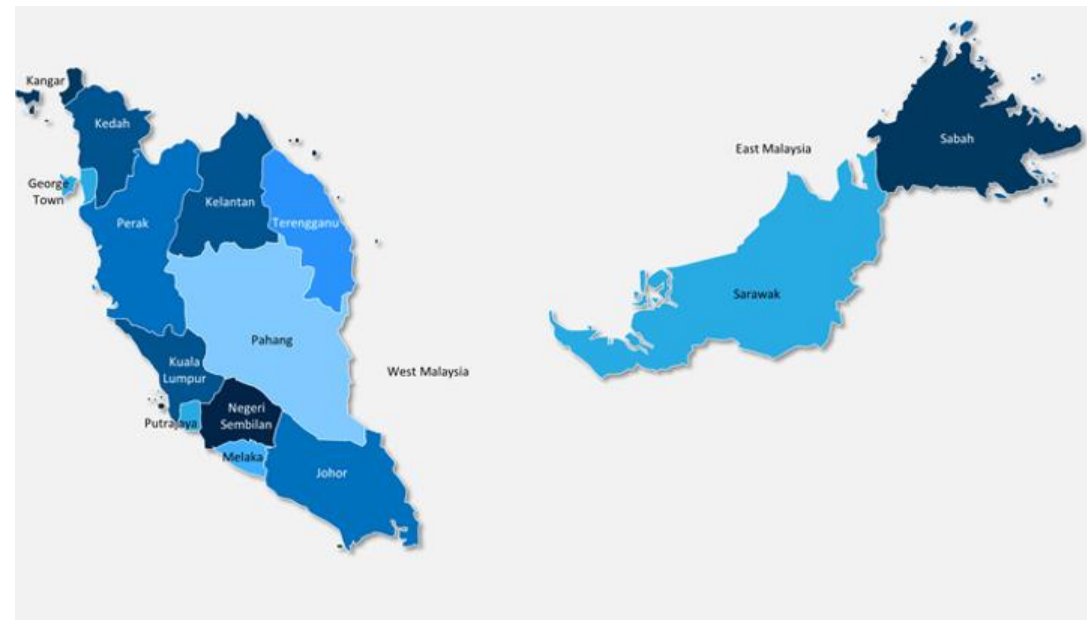 Kangar
Kedah
George
Town
Perak
Kelantan
Terengganu
Pahang
Kuala
Lumpur
Putrajaya
Negeri
Sembilan
Melaka
Johor
West Malaysia
East Malaysia
Sabah
Sarawak